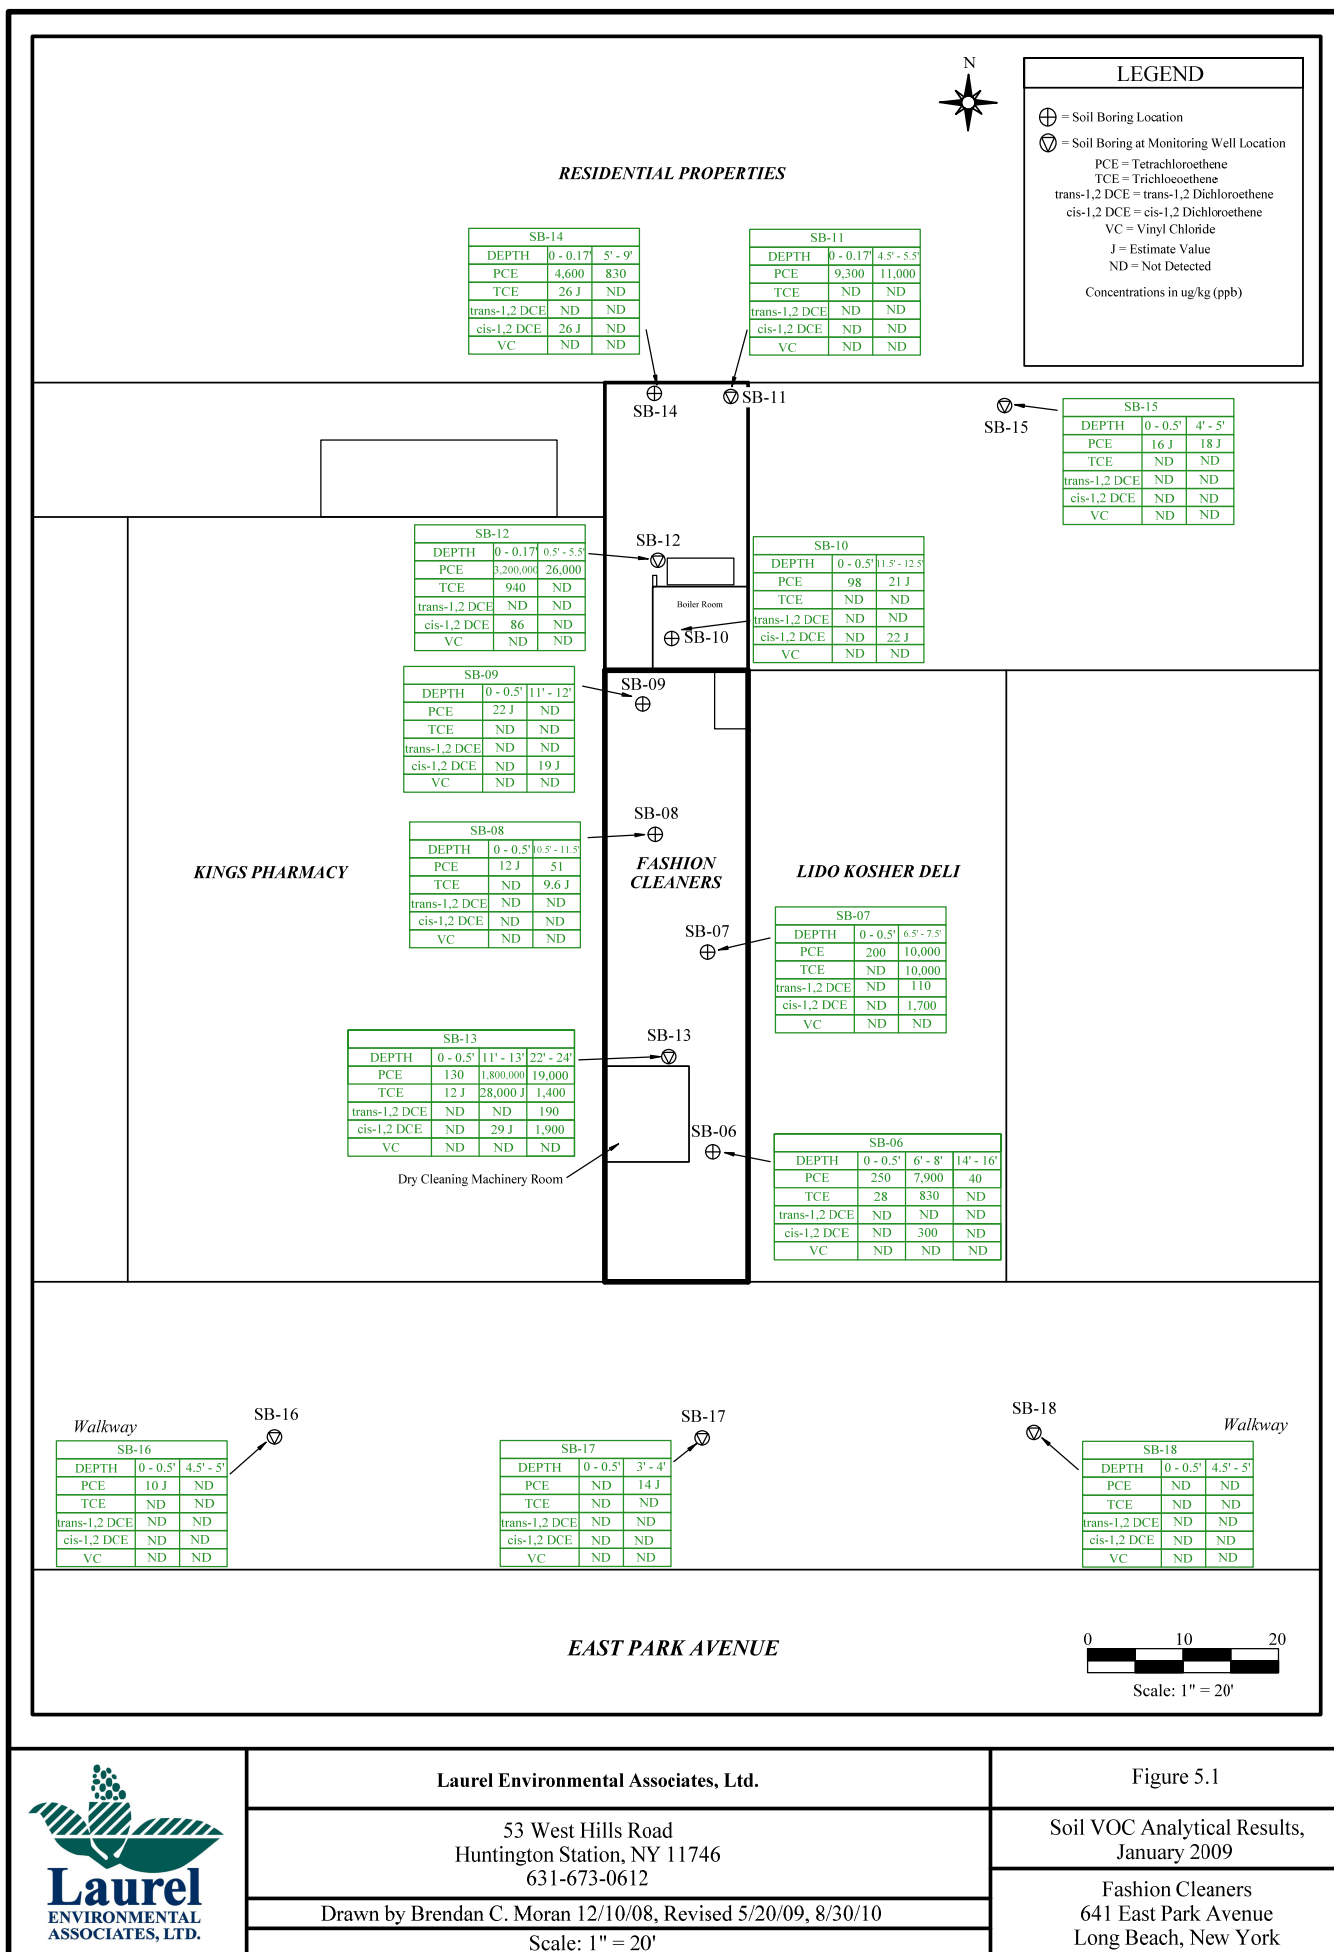 N
LEGEND
= Soil Boring Location
= Soil Boring at Monitoring Well Location
PCE = Tetrachloroethene
TCE = Trichloeoethene
trans-1,2 DCE = trans-1,2 Dichloroethene
cis-1,2 DCE = cis-1,2 Dichloroethene
VC = Vinyl Chloride
J = Estimate Value
ND = Not Detected
Concentrations in ug/kg (ppb)
RESIDENTIAL PROPERTIES
SB-14
DEPTH 0 - 0.17' 5' - 9'
PCE 4,600 830
TCE 26 J ND
trans-1,2 DCE ND ND
cis-1,2 DCE 26 J ND
VC ND ND
SB-11
DEPTH 0 - 0.17' 4.5' - 5.5'
PCE 9,300 11,000
TCE ND ND
trans-1,2 DCE ND ND
cis-1,2 DCE ND ND
VC ND ND
SB-14
SB-11
SB-15
SB-15
DEPTH 0 - 0.5' 4' - 5'
PCE 16 J 18 J
TCE ND ND
trans-1,2 DCE ND ND
cis-1,2 DCE ND ND
VC ND ND
SB-12
DEPTH 0 - 0.17' 0.5' - 5.5'
PCE 3,200,000 26,000
TCE 940 ND
trans-1,2 DCE ND ND
cis-1,2 DCE 86 ND
VC ND ND
SB-12
Boiler Room
SB-10
SB-10
DEPTH 0 - 0.5' 11.5' - 12.5'
PCE 98 21 J
TCE ND ND
trans-1,2 DCE ND ND
cis-1,2 DCE ND 22 J
VC ND ND
SB-09
DEPTH 0 - 0.5' 11' - 12'
PCE 22 J ND
TCE ND ND
trans-1,2 DCE ND ND
cis-1,2 DCE ND 19 J
VC ND ND
SB-09
SB-08
SB-08
DEPTH 0 - 0.5' 10.5' - 11.5'
PCE 12 J 51
TCE ND 9.6 J
trans-1,2 DCE ND ND
cis-1,2 DCE ND ND
VC ND ND
KINGS PHARMACY
FASHION
CLEANERS
LIDO KOSHER DELI
SB-07
SB-07
DEPTH 0 - 0.5' 6.5' - 7.5'
PCE 200 10,000
TCE ND 10,000
trans-1,2 DCE ND 110
cis-1,2 DCE ND 1,700
VC ND ND
SB-13
DEPTH 0 - 0.5' 11' - 13' 22' - 24'
PCE 130 1,800,000 19,000
TCE 12 J 28,000 J 1,400
trans-1,2 DCE ND ND 190
cis-1,2 DCE ND 29 J 1,900
VC ND ND ND
SB-13
Dry Cleaning Machinery Room
SB-06
SB-06
DEPTH 0 - 0.5' 6' - 8' 14' - 16'
PCE 250 7,900 40
TCE 28 830 ND
trans-1,2 DCE ND ND ND
cis-1,2 DCE ND 300 ND
VC ND ND ND
Walkway
SB-16
SB-16
DEPTH 0 - 0.5' 4.5' - 5'
PCE 10 J ND
TCE ND ND
trans-1,2 DCE ND ND
cis-1,2 DCE ND ND
VC ND ND
SB-17
SB-17
DEPTH 0 - 0.5' 3' - 4'
PCE ND 14 J
TCE ND ND
trans-1,2 DCE ND ND
cis-1,2 DCE ND ND
VC ND ND
SB-18
Walkway
SB-18
DEPTH 0 - 0.5' 4.5' - 5'
PCE ND ND
TCE ND ND
trans-1,2 DCE ND ND
cis-1,2 DCE ND ND
VC ND ND
EAST PARK AVENUE
0 10 20
Scale: 1" = 20'
Laurel
ENVIRONMENTAL
ASSOCIATES, LTD.
Laurel Environmental Associates, Ltd.
53 West Hills Road
Huntington Station, NY 11746
631-673-0612
Drawn by Brendan C. Moran 12/10/08, Revised 5/20/09, 8/30/10
Scale: 1" = 20'
Figure 5.1
Soil VOC Analytical Results,
January 2009
Fashion Cleaners
641 East Park Avenue
Long Beach, New York